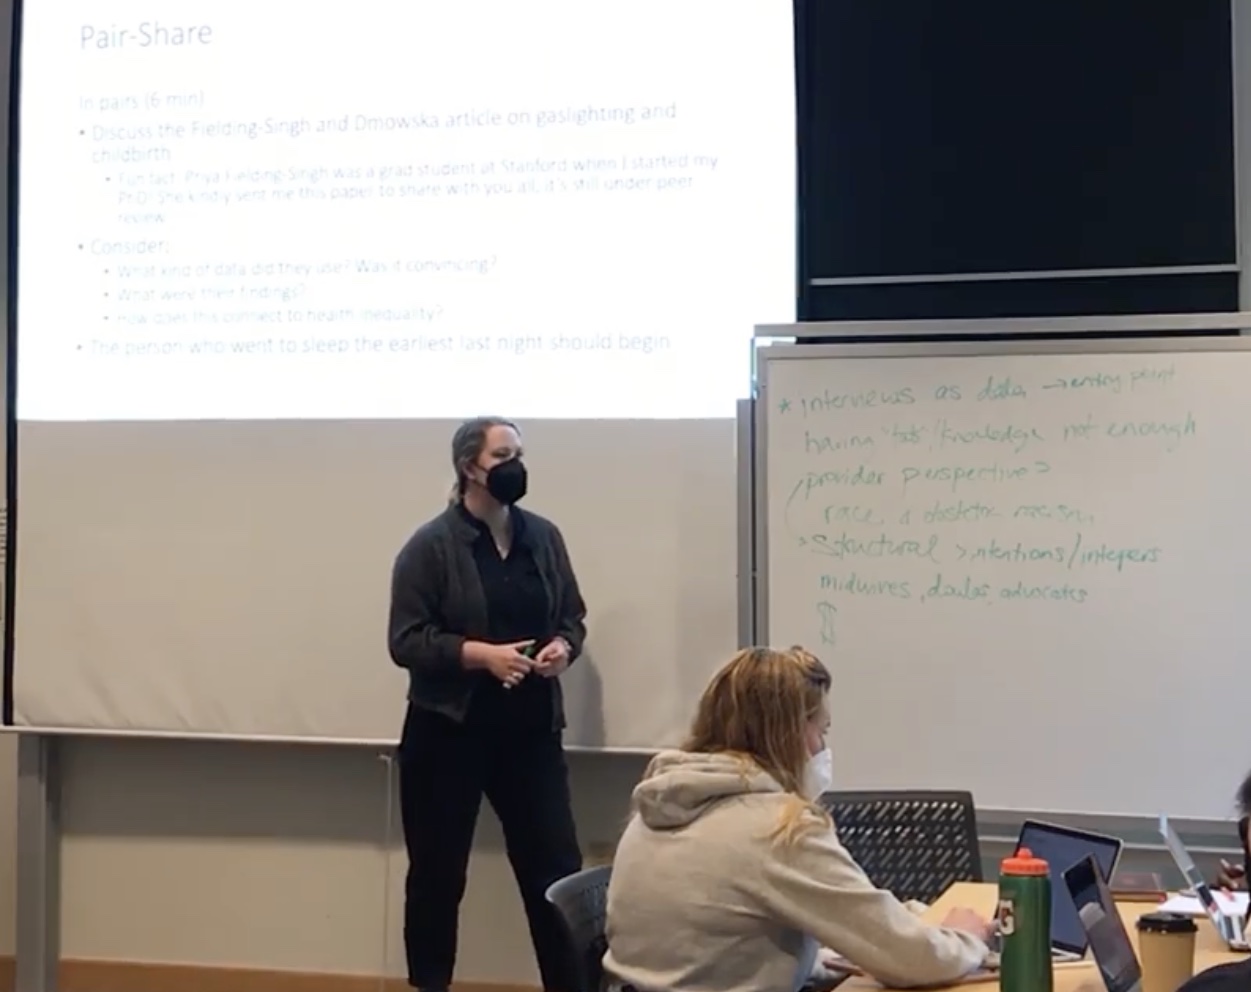 Pair-Share
In pairs (6 min)
• Discuss the Fielding-Singh and Dmowska article on gaslighting and
childbirth
• Fun fact: Priya Fielding-Singh was a grad student at Stanford when I started my
PhD. She kindly sent me this paper to share with you all, it's still under peer
review
• Consider:
• What kind of data did they use? Was it convincing?
• What were their findings?
• How does this connect to health inequality?
• The person who went to sleep the earliest last night should begin
* interviews as data → entry point
having / knowledge not enough
provider perspective?
race, & obstetric racism,
Structural > intentions/
midwives, doulas, advocates
$
G